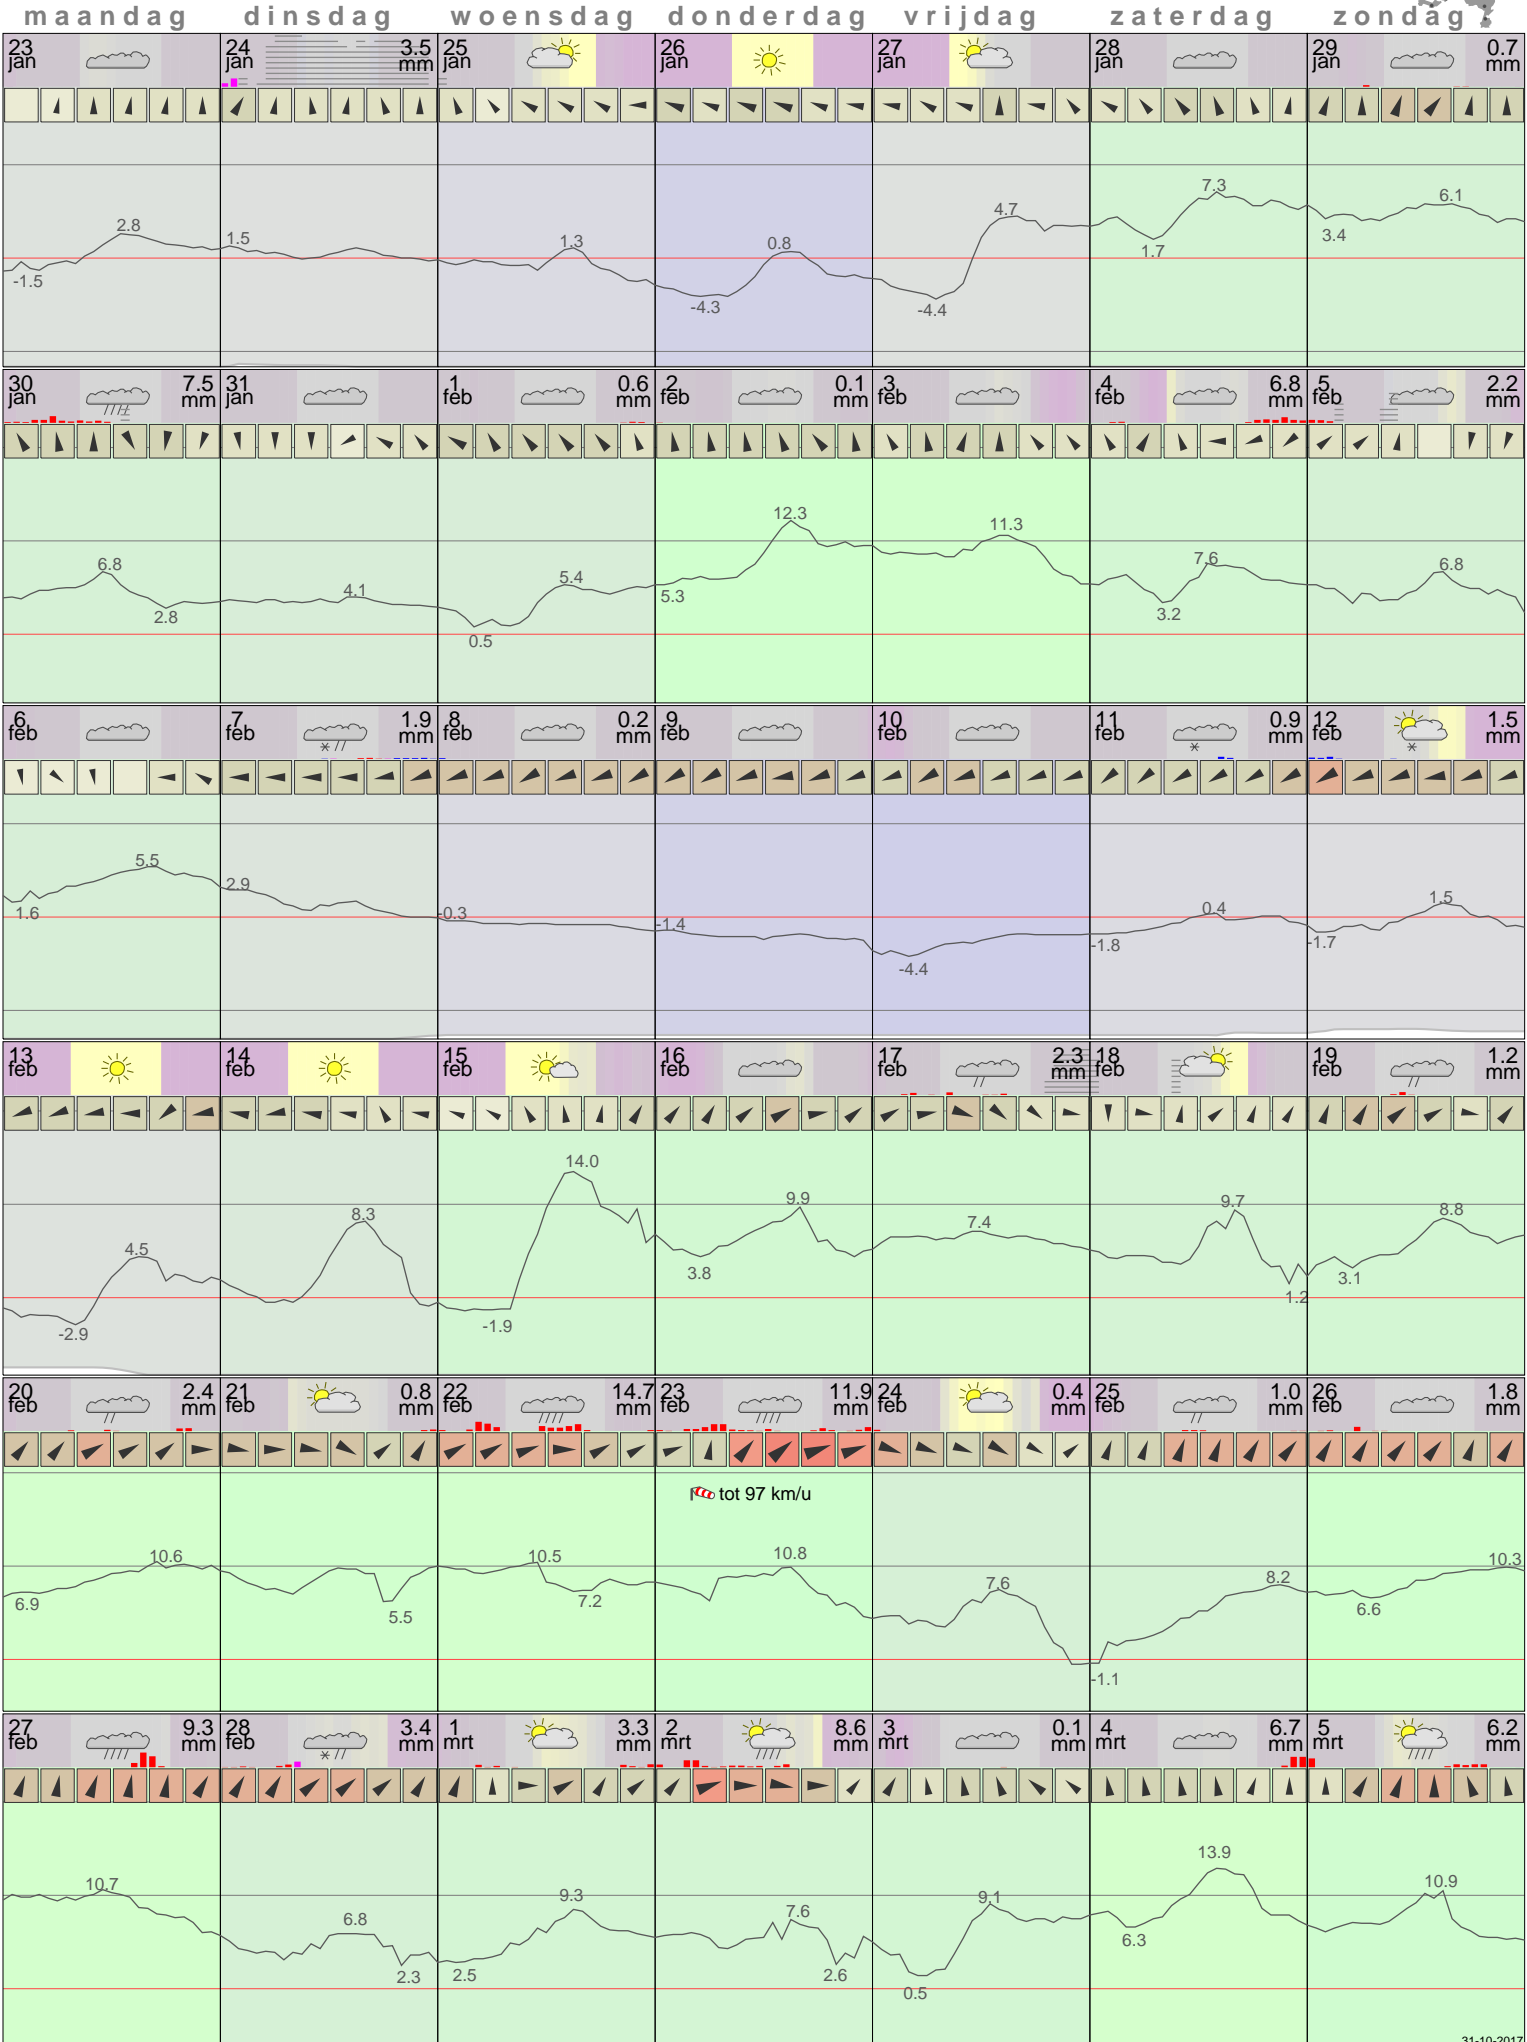 maandag dinsdag woensdag donderdag vrijdag zaterdag zondag
23 24 3.5 25 26 27 28 29 0.7
jan jan mm jan jan jan jan jan mm
7.3
6.1
2.8 4.7
1.5 1.3 0.8 3.4
1.7
-1.5
-4.3 -4.4
30 7.5 31 1 0.6 2 0.1 3 4 6.8 5 2.2
jan mm jan feb mm feb mm feb feb mm feb mm
12.3 11.3
6.8 5.4 7.6 6.8
4.1 5.3
2.8 3.2
0.5
6 7 1.9 8 0.2 9 10 11 0.9 12 1.5
feb feb mm feb mm feb feb feb mm feb mm
5.5
2.9 1.5
1.6 -0.3 -1.4 0.4
-1.8 -1.7
-4.4
13 14 15 16 17 2.3 18 19 1.2
feb feb feb feb feb mm feb feb mm
14.0
8.3 9.9 9.7 8.8
4.5 7.4
3.8 3.1
1.2
-2.9 -1.9
20 2.4 21 0.8 22 14.7 23 11.9 24 0.4 25 1.0 26 1.8
feb mm feb mm feb mm feb mm feb mm feb mm feb mm
tot 97 km/u
10.6 10.5 10.8 10.3
7.6 8.2
6.9 5.5 7.2 6.6
-1.1
27 9.3 28 3.4 1 3.3 2 8.6 3 0.1 4 6.7 5 6.2
feb mm feb mm mrt mm mrt mm mrt mm mrt mm mrt mm
13.9
10.7 10.9
9.3 9.1
6.8 7.6 6.3
2.3 2.5 2.6
0.5
31-10-2017